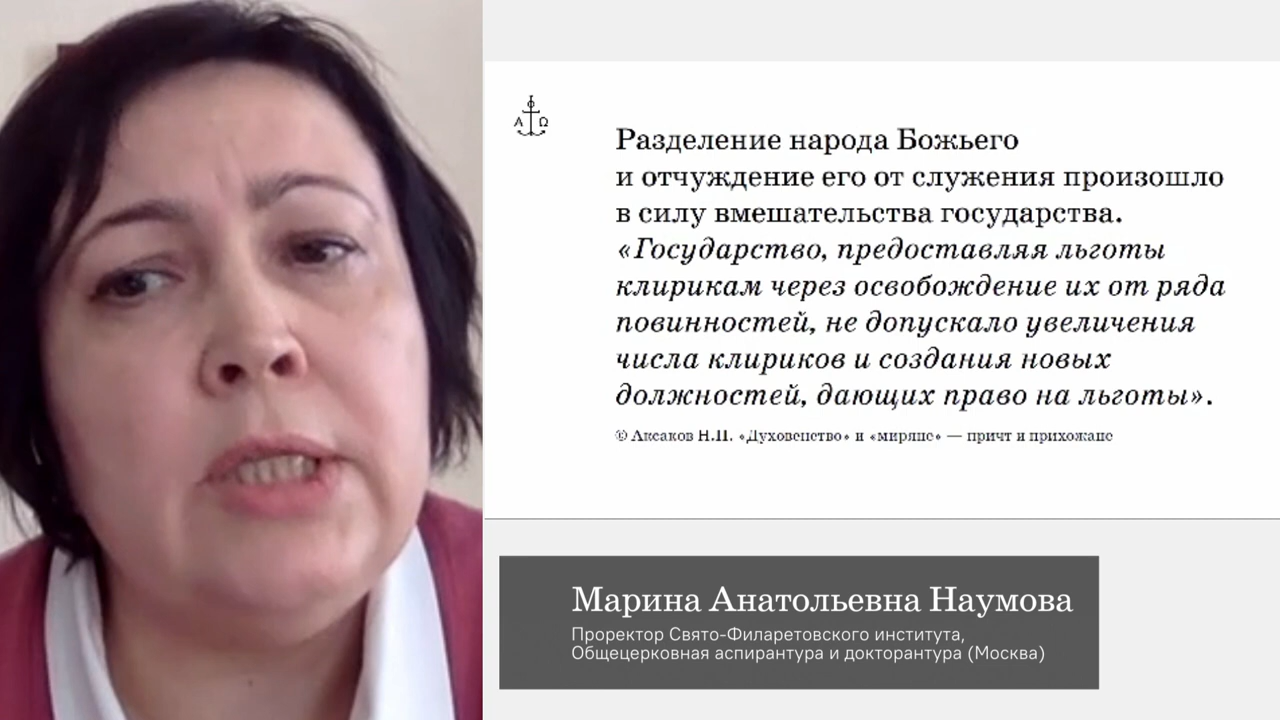 Α Ω
Разделение народа Божьего
и отчуждение его от служения произошло
в силу вмешательства государства.
«Государство, предоставляя льготы
клирикам через освобождение их от ряда
повинностей, не допускало увеличения
числа клириков и создания новых
должностей, дающих право на льготы».
© Аксаков Н.П. «Духовенство» и «миряне» — причт и прихожане
Марина Анатольевна Наумова
Проректор Свято-Филаретовского института,
Общецерковная аспирантура и докторантура (Москва)